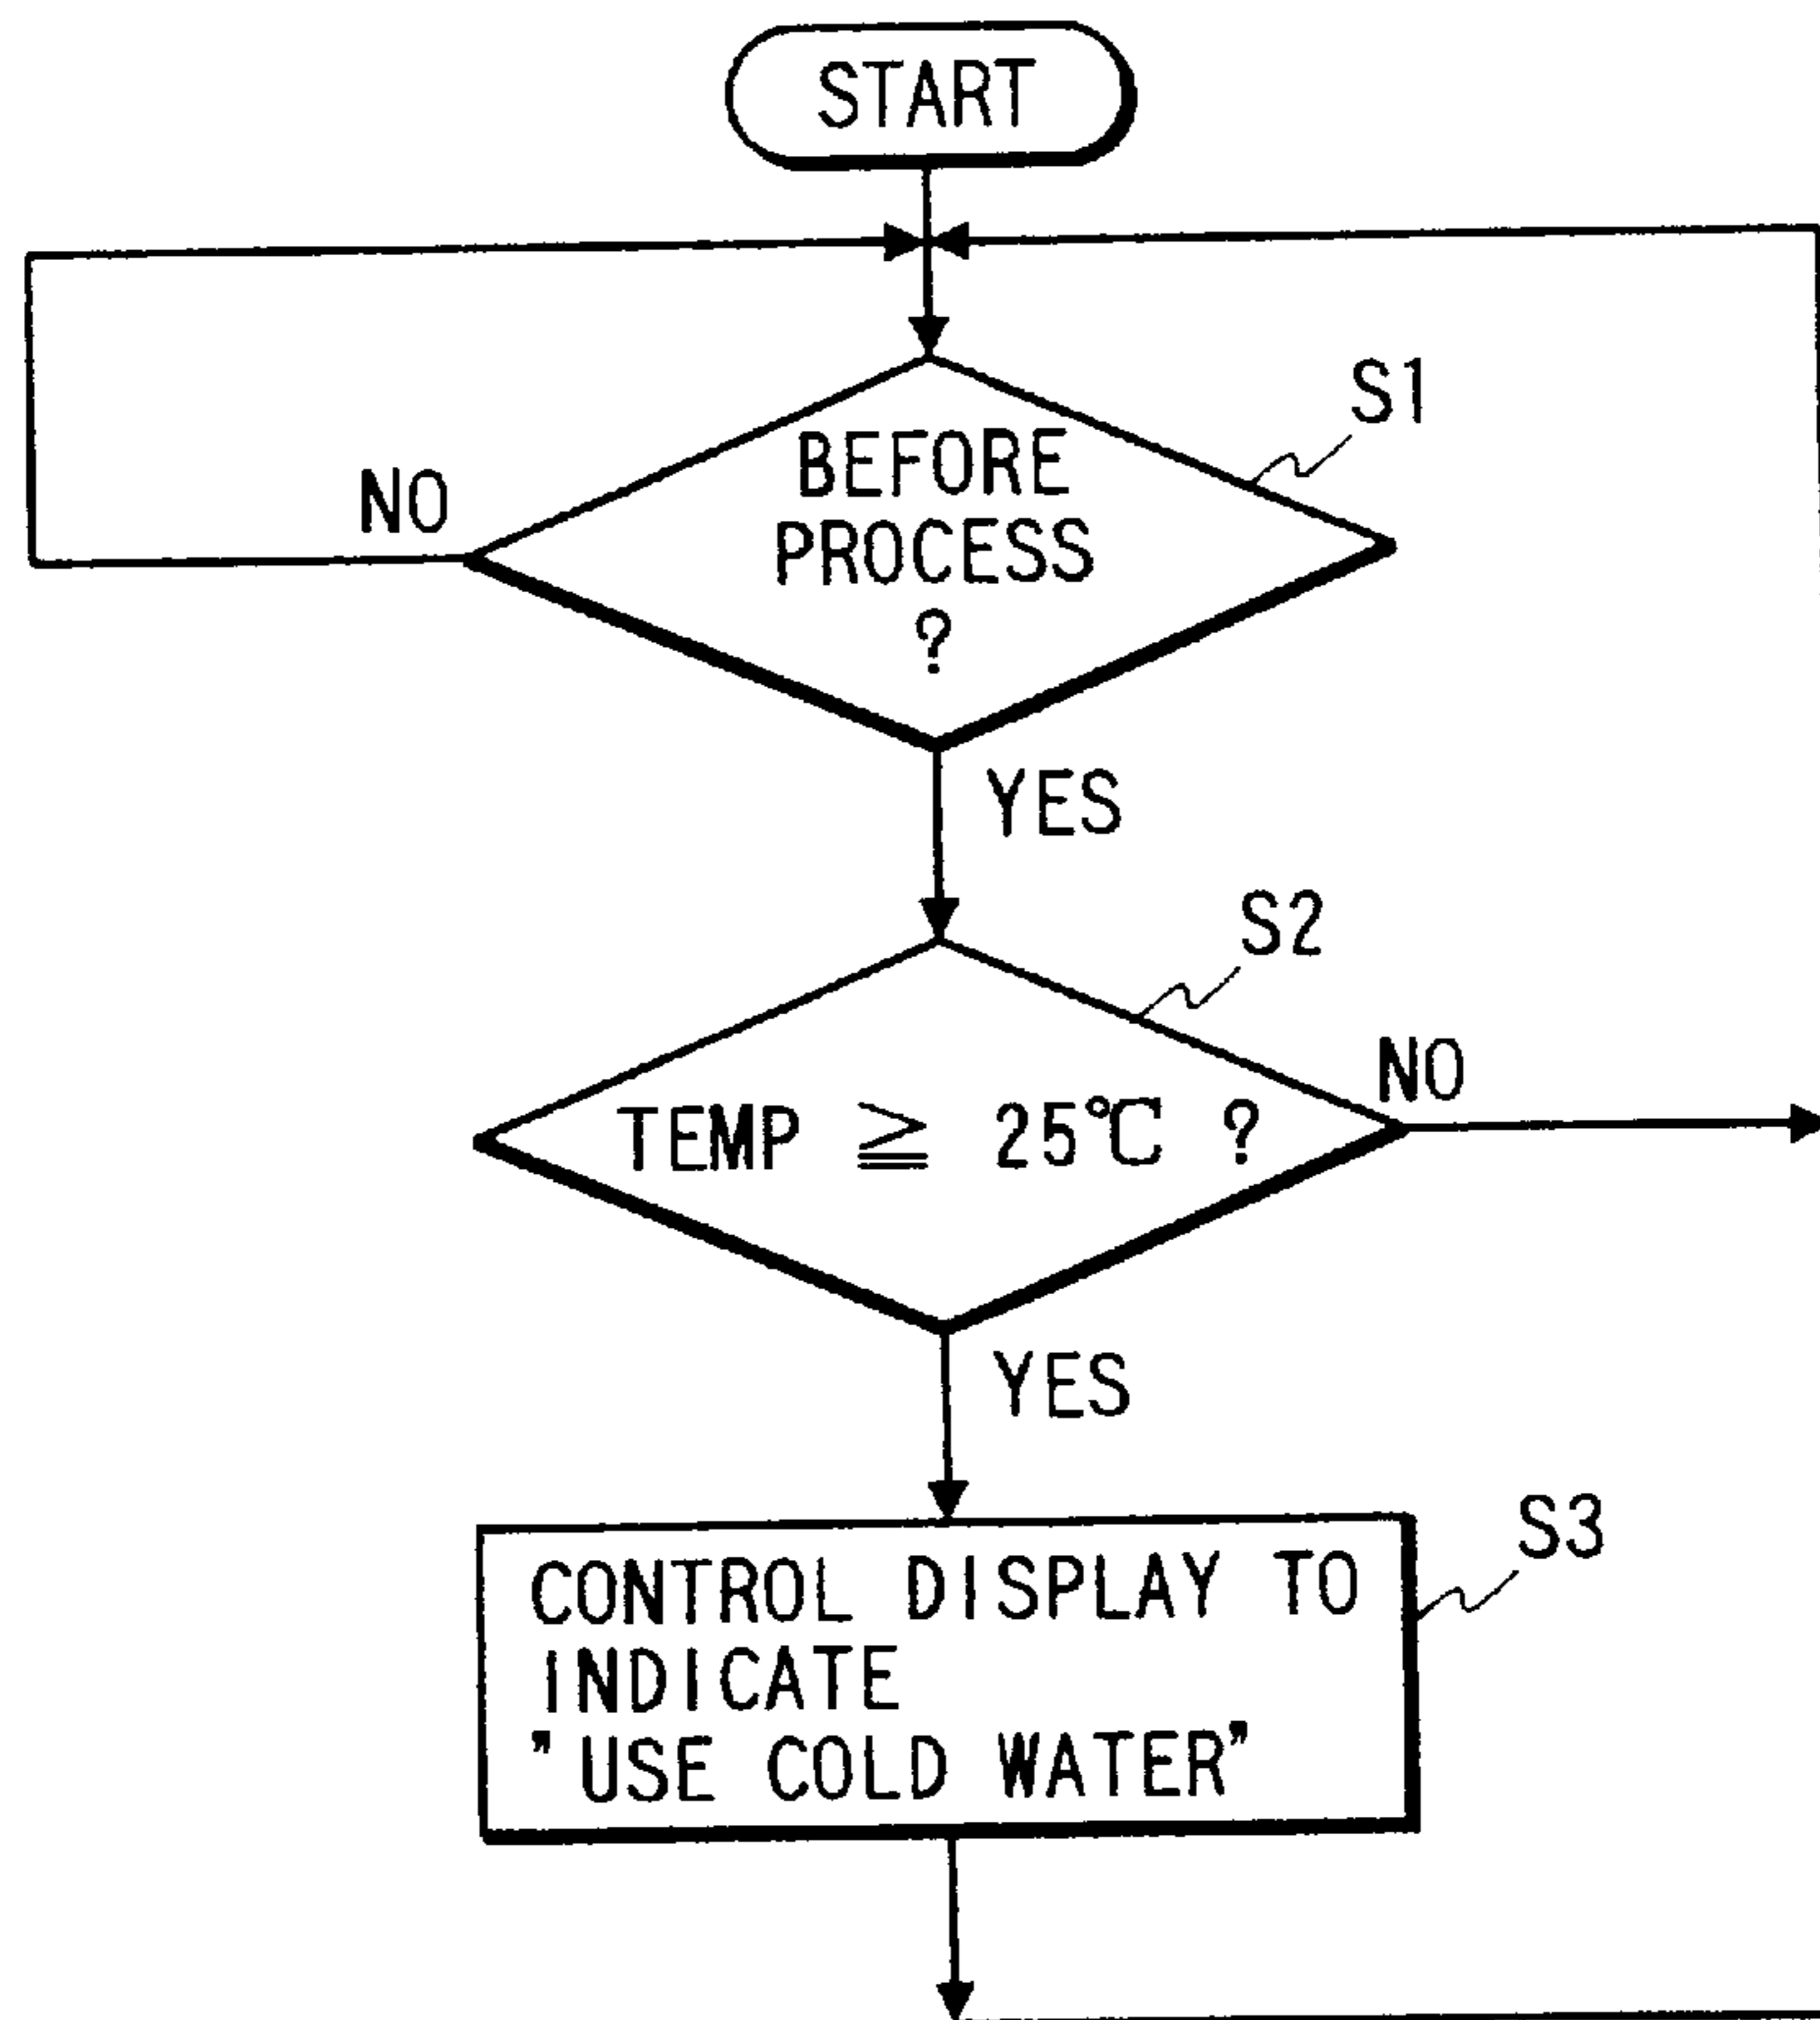 START
S1
BEFORE
PROCESS
?
NO
YES
S2
TEMP ≧ 25℃ ?
NO
YES
S3
CONTROL DISPLAY TO
INDICATE
"USE COLD WATER"